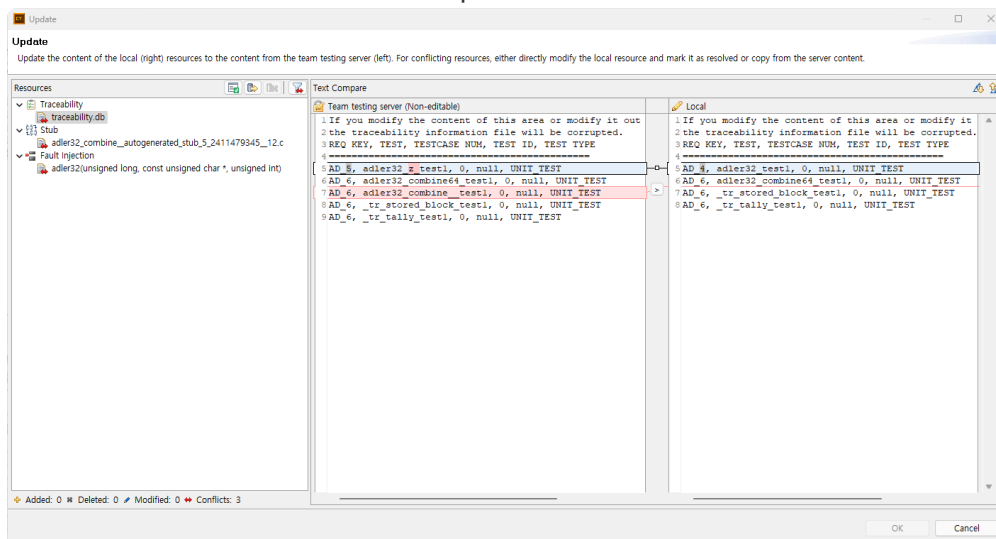 CT Update
Update
Update the content of the local (right) resources to the content from the team testing server (left). For conflicting resources, either directly modify the local resource and mark it as resolved or copy from the server content.
Resources
Traceability
traceability.db
Stub
adler32_combine__autogenerated_stub_5_2411479345__12.c
Fault Injection
adler32(unsigned long, const unsigned char *, unsigned int)
Added: 0 Deleted: 0 Modified: 0 Conflicts: 3
Text Compare
Team testing server (Non-editable)
1 If you modify the content of this area or modify it out
2 the traceability information file will be corrupted.
3 REQ KEY, TEST, TESTCASE NUM, TEST ID, TEST TYPE
4 ==================================================
5 AD_5, adler32_z_test1, 0, null, UNIT_TEST
6 AD_6, adler32_combine64_test1, 0, null, UNIT_TEST
7 AD_6, adler32_combine__test1, 0, null, UNIT_TEST
8 AD_6, _tr_stored_block_test1, 0, null, UNIT_TEST
9 AD_6, _tr_tally_test1, 0, null, UNIT_TEST
Local
1 If you modify the content of this area or modify it
2 the traceability information file will be corrupted.
3 REQ KEY, TEST, TESTCASE NUM, TEST ID, TEST TYPE
4 ==================================================
5 AD_4, adler32_test1, 0, null, UNIT_TEST
6 AD_6, adler32_combine64_test1, 0, null, UNIT_TEST
7 AD_6, _tr_stored_block_test1, 0, null, UNIT_TEST
8 AD_6, _tr_tally_test1, 0, null, UNIT_TEST
OK
Cancel